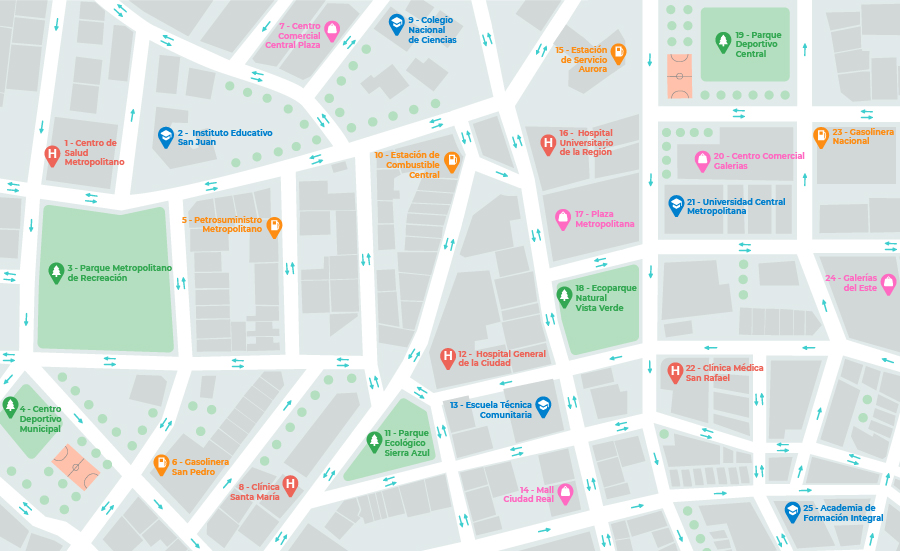 7 - Centro
Comercial
Central Plaza
9 - Colegio
Nacional
de Ciencias
15 - Estación
de Servicio
Aurora
19 - Parque
Deportivo
Central
1 - Centro de
Salud
Metropolitano
2 - Instituto Educativo
San Juan
10 - Estación de
Combustible
Central
16 - Hospital
Universitario
de la Región
20 - Centro Comercial
Galerías
23 - Gasolinera
Nacional
5 - Petrosuministro
Metropolitano
17 - Plaza
Metropolitana
21 - Universidad Central
Metropolitana
3 - Parque Metropolitano
de Recreación
18 - Ecoparque
Natural
Vista Verde
24 - Galerías
del Este
12 - Hospital General
de la Ciudad
22 - Clínica Médica
San Rafael
4 - Centro
Deportivo
Municipal
13 - Escuela Técnica
Comunitaria
11 - Parque
Ecológico
Sierra Azul
6 - Gasolinera
San Pedro
8 - Clínica
Santa María
14 - Mall
Ciudad Real
25 - Academia de
Formación Integral